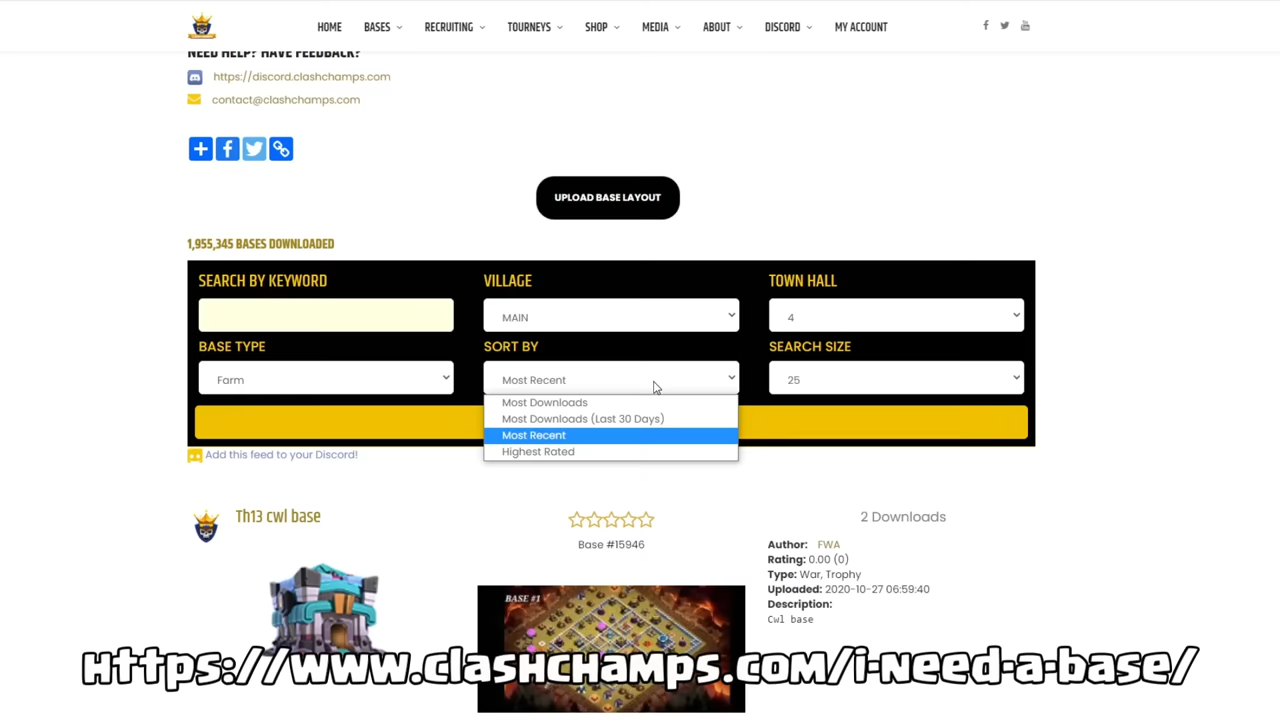 HOME BASES RECRUITING TOURNEYS SHOP MEDIA ABOUT DISCORD MY ACCOUNT
NEED HELP? HAVE FEEDBACK?
https://discord.clashchamps.com
contact@clashchamps.com
UPLOAD BASE LAYOUT
1,955,345 BASES DOWNLOADED
SEARCH BY KEYWORD VILLAGE TOWN HALL
MAIN 4
BASE TYPE SORT BY SEARCH SIZE
Farm Most Recent 25
Most Downloads
Most Downloads (Last 30 Days)
Most Recent
Highest Rated
Add this feed to your Discord!
Th13 cwl base
Base #15946
2 Downloads
Author: FWA
Rating: 0.00 (0)
Type: War, Trophy
Uploaded: 2020-10-27 06:59:40
Description:
Cwl base
BASE #1
https://www.clashchamps.com/i-need-a-base/